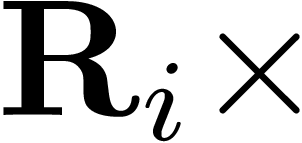 𝐑ᵢ ×